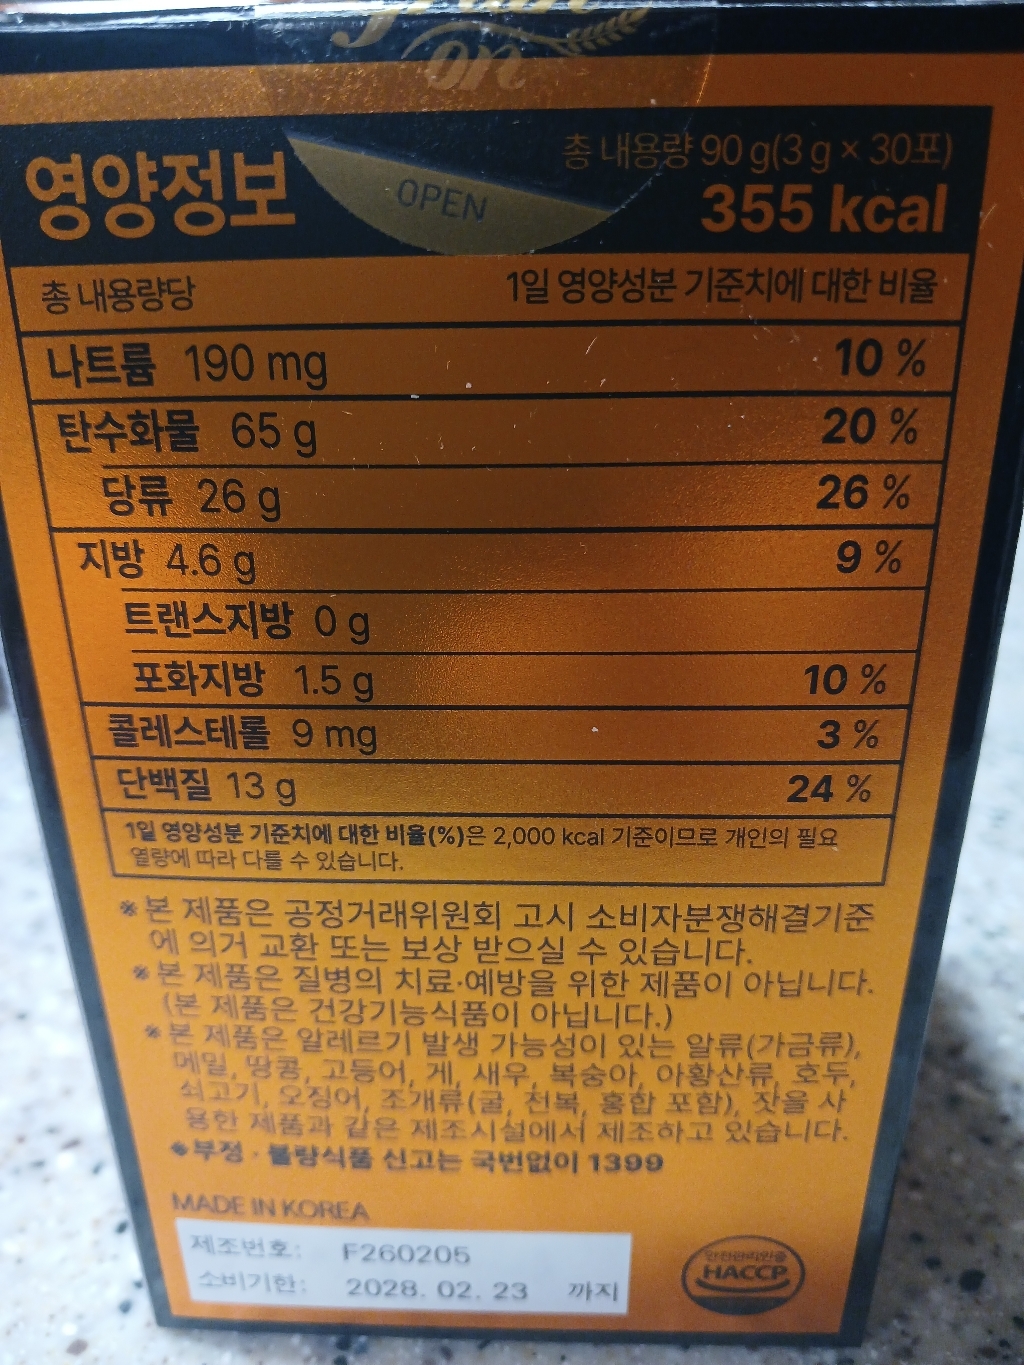 on
영양정보
OPEN
총 내용량 90 g(3 g × 30포)
355 kcal
총 내용량당 1일 영양성분 기준치에 대한 비율
나트륨 190 mg 10 %
탄수화물 65 g 20 %
당류 26 g 26 %
지방 4.6 g 9 %
트랜스지방 0 g
포화지방 1.5 g 10 %
콜레스테롤 9 mg 3 %
단백질 13 g 24 %
1일 영양성분 기준치에 대한 비율(%)은 2,000 kcal 기준이므로 개인의 필요
열량에 따라 다를 수 있습니다.
※본 제품은 공정거래위원회 고시 소비자분쟁해결기준
에 의거 교환 또는 보상 받으실 수 있습니다.
※본 제품은 질병의 치료·예방을 위한 제품이 아닙니다.
(본 제품은 건강기능식품이 아닙니다.)
※본 제품은 알레르기 발생 가능성이 있는 알류(가금류),
메밀, 땅콩, 고등어, 게, 새우, 복숭아, 아황산류, 호두,
쇠고기, 오징어, 조개류(굴, 전복, 홍합 포함), 잣을 사
용한 제품과 같은 제조시설에서 제조하고 있습니다.
※부정·불량식품 신고는 국번없이 1399
MADE IN KOREA
제조번호: F260205
소비기한: 2028. 02. 23 까지
안전관리인증
HACCP